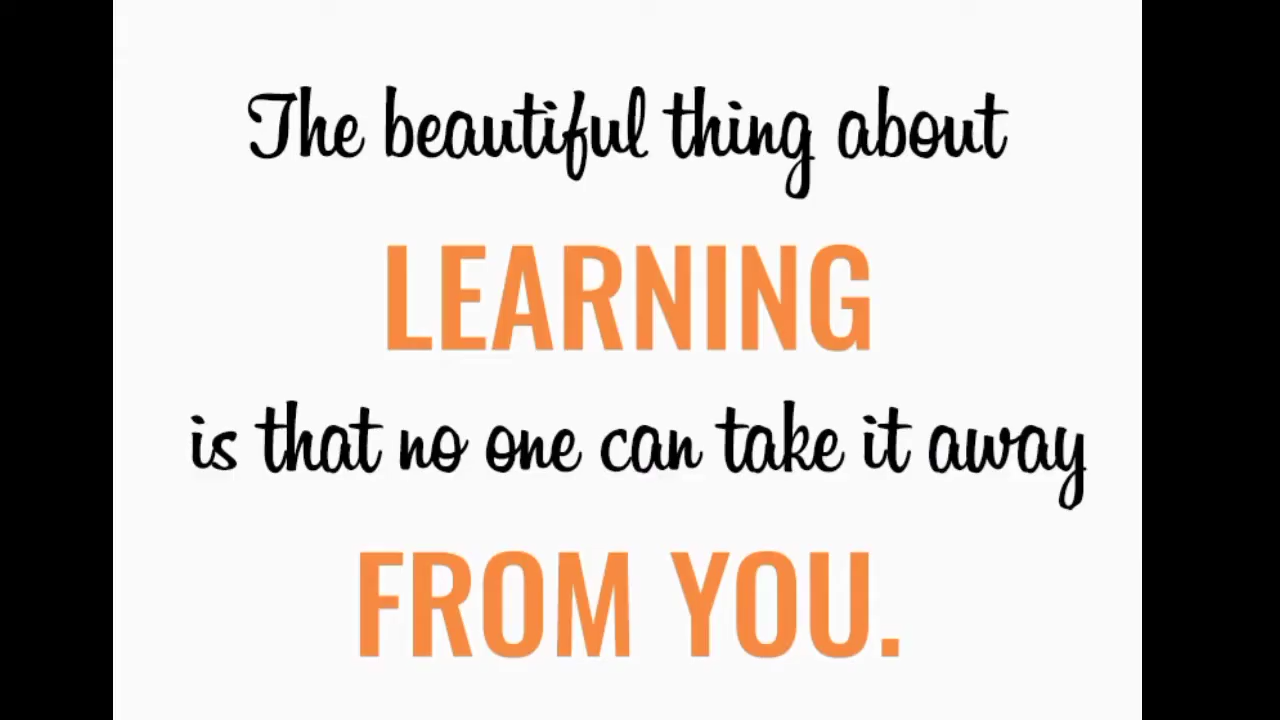 The beautiful thing about
LEARNING
is that no one can take it away
FROM YOU.